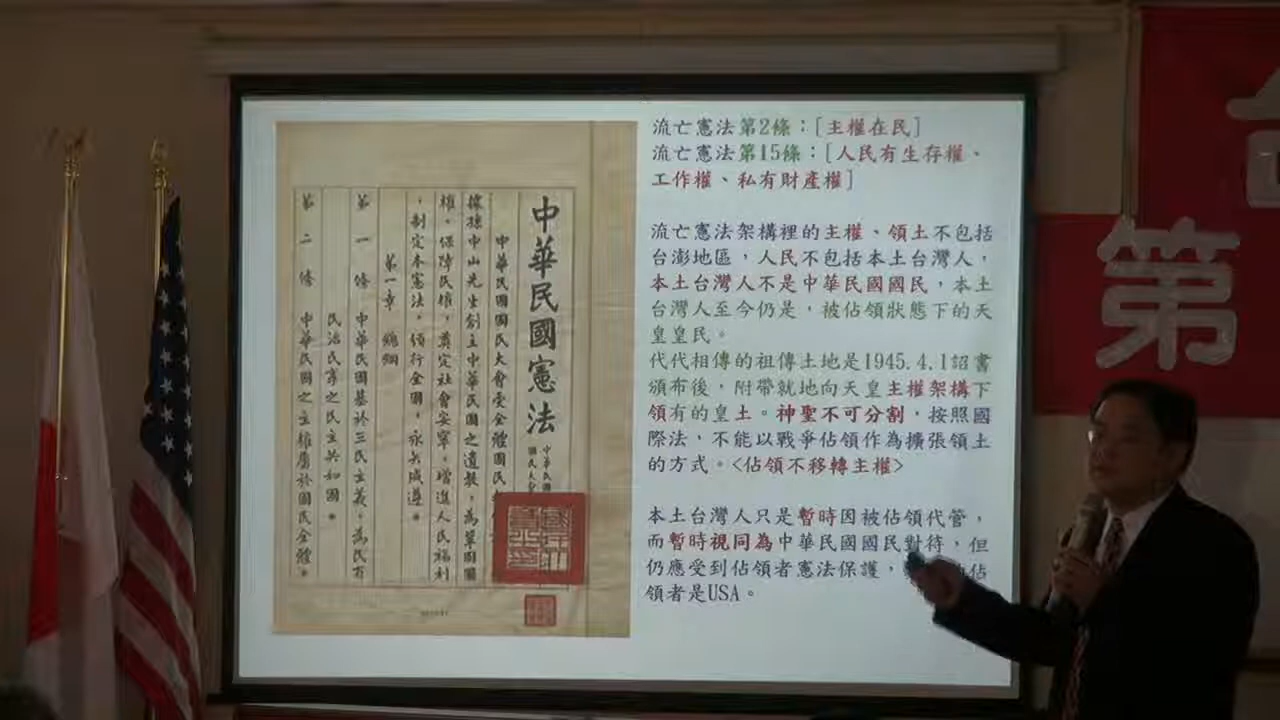 中華民國憲法
中華民國國民大會受全體國民
據孫中山先生創立中華民國之遺教，為鞏固國
權，保障民權，奠定社會安寧，增進人民福利
，制定本憲法，頒行全國，永矢咸遵。
第一章 總綱
第一條 中華民國基於三民主義，為民有
民治民享之民主共和國。
第二條 中華民國之主權屬於國民全體。
流亡憲法第2條：[主權在民]
流亡憲法第15條：[人民有生存權、
工作權、私有財產權]
流亡憲法架構裡的主權、領土不包括
台澎地區，人民不包括本土台灣人，
本土台灣人不是中華民國國民，本土
台灣人至今仍是，被佔領狀態下的天
皇皇民。
代代相傳的祖傳土地是1945.4.1詔書
頒布後，附帶就地向天皇主權架構下
領有的皇土。神聖不可分割，按照國
際法，不能以戰爭佔領作為擴張領土
的方式。<佔領不移轉主權>
本土台灣人只是暫時因被佔領代管，
而暫時視同為中華民國國民對待，但
仍應受到佔領者憲法保護，佔
領者是USA。
第